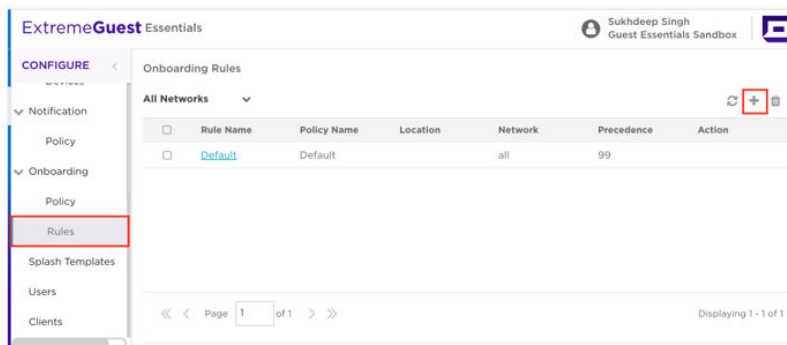 ExtremeGuest Essentials
Sukhdeep Singh
Guest Essentials Sandbox
CONFIGURE <
Onboarding Rules
All Networks
Notification
Policy
Onboarding
Policy
Rules
Splash Templates
Users
Clients
Rule Name Policy Name Location Network Precedence Action
Default Default all 99
Page 1 of 1
Displaying 1 - 1 of 1